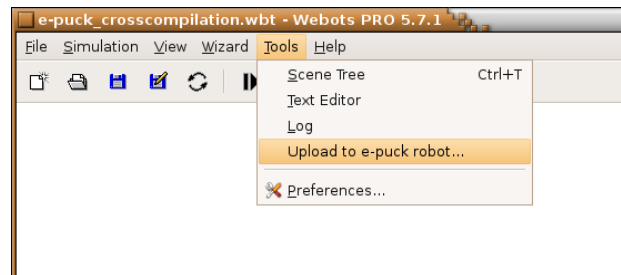 e-puck_crosscompilation.wbt - Webots PRO 5.7.1
File Simulation View Wizard Tools Help
Scene Tree Ctrl+T
Text Editor
Log
Upload to e-puck robot...
Preferences...